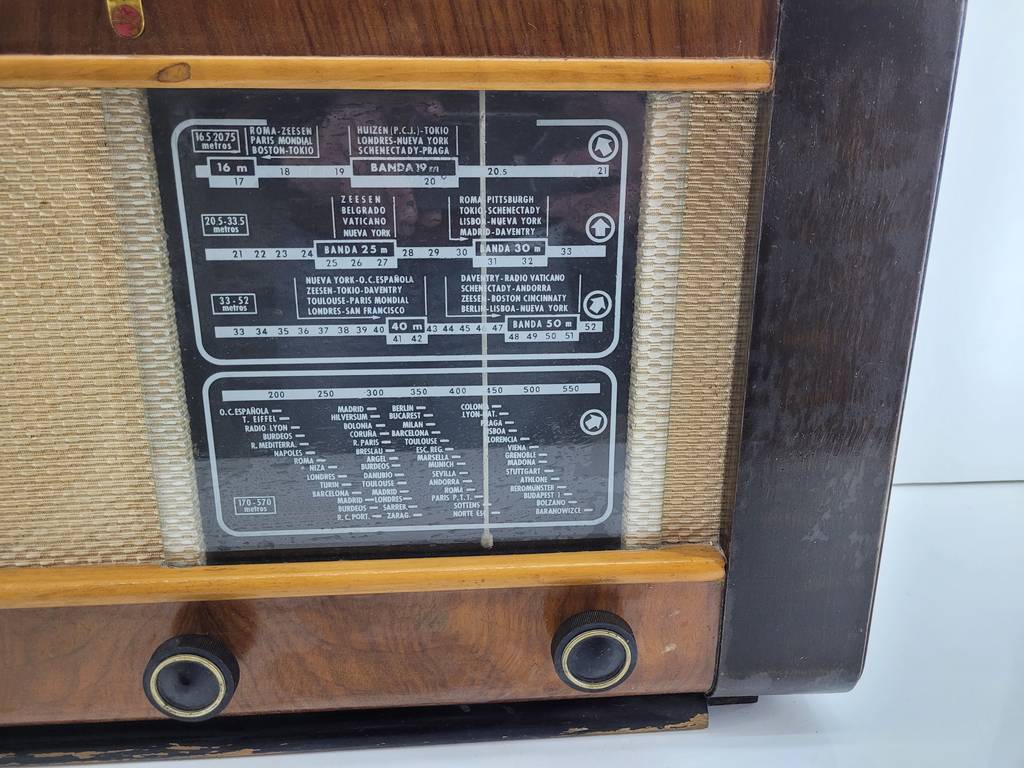 16.5 20.75
metros
ROMA-ZEESEN
PARIS MONDIAL
BOSTON-TOKIO
HUIZEN (P.C.J.)-TOKIO
LONDRES-NUEVA YORK
SCHENECTADY-PRAGA
16 m 18 19 BANDA 19 m 20.5 21
17 20
20.5-33.5
metros
ZEESEN
BELGRADO
VATICANO
NUEVA YORK
ROMA-PITTSBURGH
TOKIO-SCHENECTADY
LISBOA-NUEVA YORK
MADRID-DAVENTRY
21 22 23 24 BANDA 25 m 28 29 30 BANDA 30 m 33
25 26 27 31 32
33-52
metros
NUEVA YORK-O.C.ESPAÑOLA
ZEESEN-TOKIO-DAVENTRY
TOULOUSE-PARIS MONDIAL
LONDRES-SAN FRANCISCO
DAVENTRY-RADIO VATICANO
SCHENECTADY-ANDORRA
ZEESEN-BOSTON CINCINNATY
BERLIN-LISBOA-NUEVA YORK
33 34 35 36 37 38 39 40 40 m 43 44 45 46 47 BANDA 50 m 52
41 42 48 49 50 51
200 250 300 350 400 450 500 550
O.C.ESPAÑOLA
T. EIFFEL
RADIO LYON
BURDEOS
R. MEDITERRA.
NAPOLES
ROMA
NIZA
LONDRES
TURIN
BARCELONA
MADRID
BURDEOS
R.C.PORT.
MADRID
HILVERSUM
BOLONIA
CORUÑA
R.PARIS
BRESLAU
ARGEL
BURDEOS
DANUBIO
TOULOUSE
MADRID
LONDRES
SARREK
ZARAG.
BERLIN
BUCAREST
MILAN
BARCELONA
TOULOUSE
ESC. REG.
MARSELLA
MUNICH
SEVILLA
ANDORRA
ROMA
PARIS P.T.T.
SOTTENS
NORTE ESC
COLONIA
LYON-NAT.
PRAGA
LISBOA
FLORENCIA
VIENA
GRENOBLE
MADONA
STUTTGART
ATHLONE
BEROMÜNSTER
BUDAPEST 1
BOLZANO
BARANOWICZE
170-570
metros